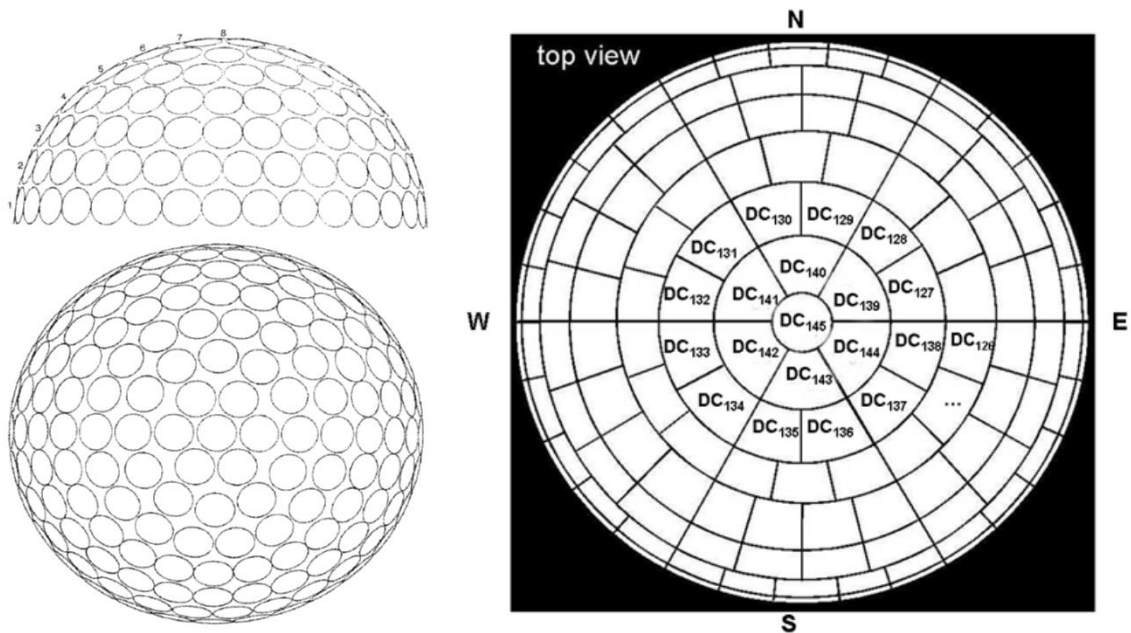 8
7
6
5
4
3
2
1
N
top view
DC130 DC129
DC131 DC128
DC140
DC132 DC141 DC139 DC127
W DC145 E
DC133 DC142 DC144 DC138 DC126
DC143
DC134 DC137 ...
DC135 DC136
S